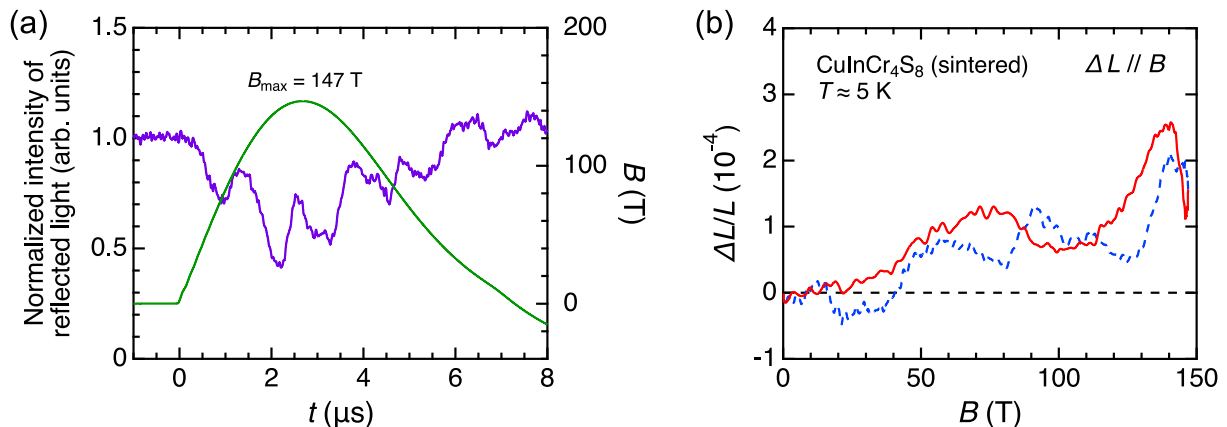 (a)
Normalized intensity of
reflected light (arb. units)
1.5
1.0
0.5
0
Bmax = 147 T
200
100
0
B (T)
0 2 4 6 8
t (μs)
(b)
ΔL/L (10-4)
4
3
2
1
0
-1
CuInCr4S8 (sintered)
T ≈ 5 K
ΔL // B
0 50 100 150
B (T)